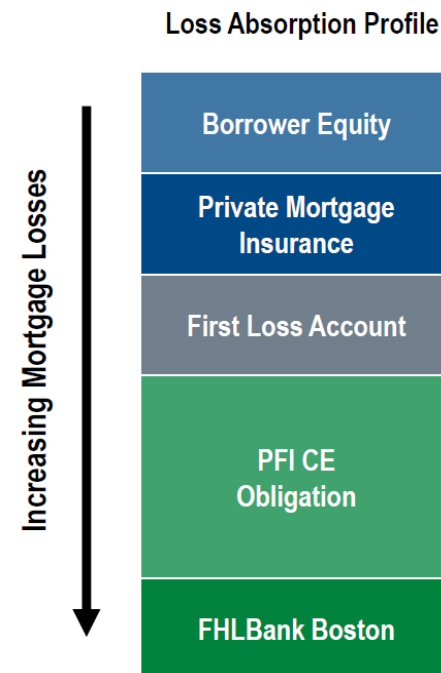 Loss Absorption Profile
Increasing Mortgage Losses
Borrower Equity
Private Mortgage
Insurance
First Loss Account
PFI CE
Obligation
FHLBank Boston